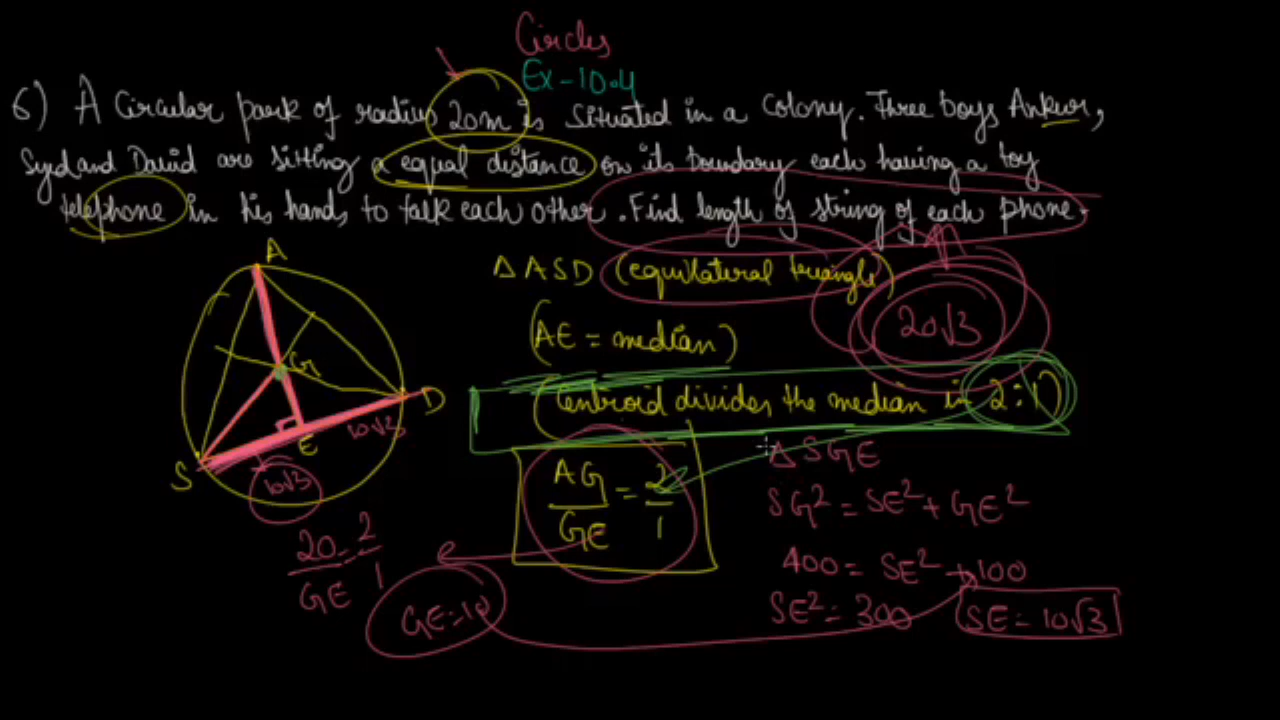 Circles
Ex-10.4
6) A Circular park of radius 20m is situated in a colony. Three boys Ankur,
Syed and David are sitting a equal distance on its boundary each having a toy
telephone in his hands to talk each other. Find length of string of each phone.
A
G
D
E
S
10√3
10√3
Δ ASD (equilateral triangle)
20√3
(AE = median)
(Centroid divides the median in 2:1)
AG/GE = 2/1
20/GE = 2/1
GE=10
Δ SGE
SG² = SE² + GE²
400 = SE² + 100
SE² = 300
SE = 10√3